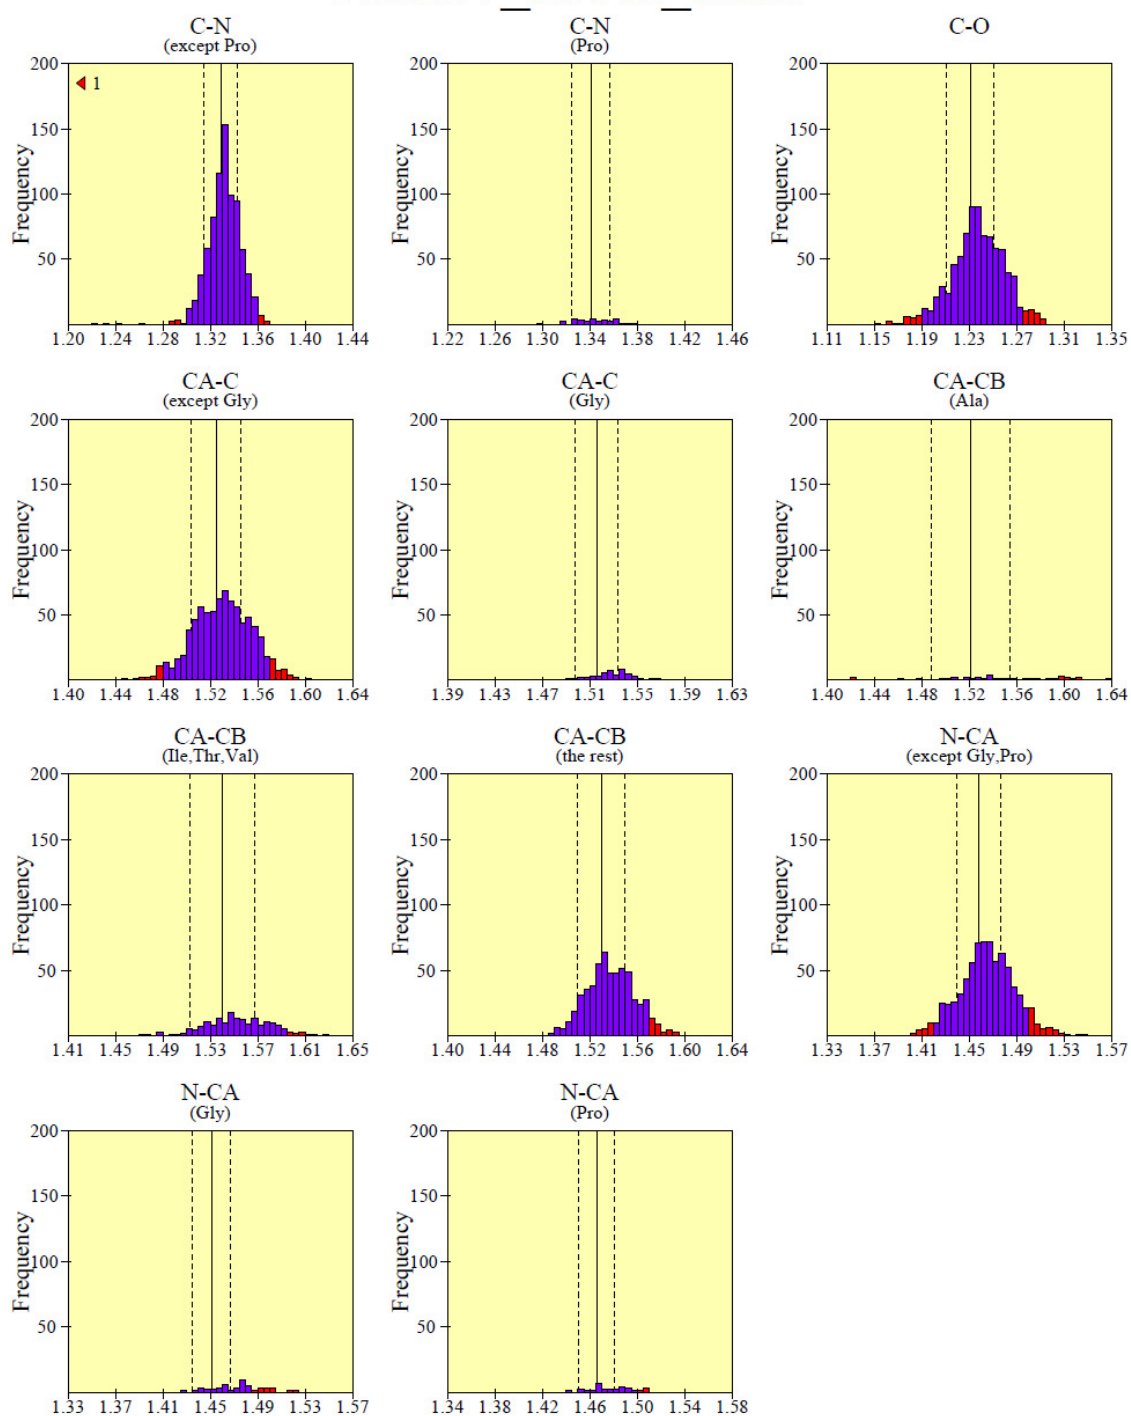 C-N
(except Pro)
C-N
(Pro)
C-O
Frequency
200
150
100
50
1
1.20 1.24 1.28 1.32 1.36 1.40 1.44
Frequency
200
150
100
50
1.22 1.26 1.30 1.34 1.38 1.42 1.46
Frequency
200
150
100
50
1.11 1.15 1.19 1.23 1.27 1.31 1.35
CA-C
(except Gly)
CA-C
(Gly)
CA-CB
(Ala)
Frequency
200
150
100
50
1.40 1.44 1.48 1.52 1.56 1.60 1.64
Frequency
200
150
100
50
1.39 1.43 1.47 1.51 1.55 1.59 1.63
Frequency
200
150
100
50
1.40 1.44 1.48 1.52 1.56 1.60 1.64
CA-CB
(Ile,Thr,Val)
CA-CB
(the rest)
N-CA
(except Gly,Pro)
Frequency
200
150
100
50
1.41 1.45 1.49 1.53 1.57 1.61 1.65
Frequency
200
150
100
50
1.40 1.44 1.48 1.52 1.56 1.60 1.64
Frequency
200
150
100
50
1.33 1.37 1.41 1.45 1.49 1.53 1.57
N-CA
(Gly)
N-CA
(Pro)
Frequency
200
150
100
50
1.33 1.37 1.41 1.45 1.49 1.53 1.57
Frequency
200
150
100
50
1.34 1.38 1.42 1.46 1.50 1.54 1.58